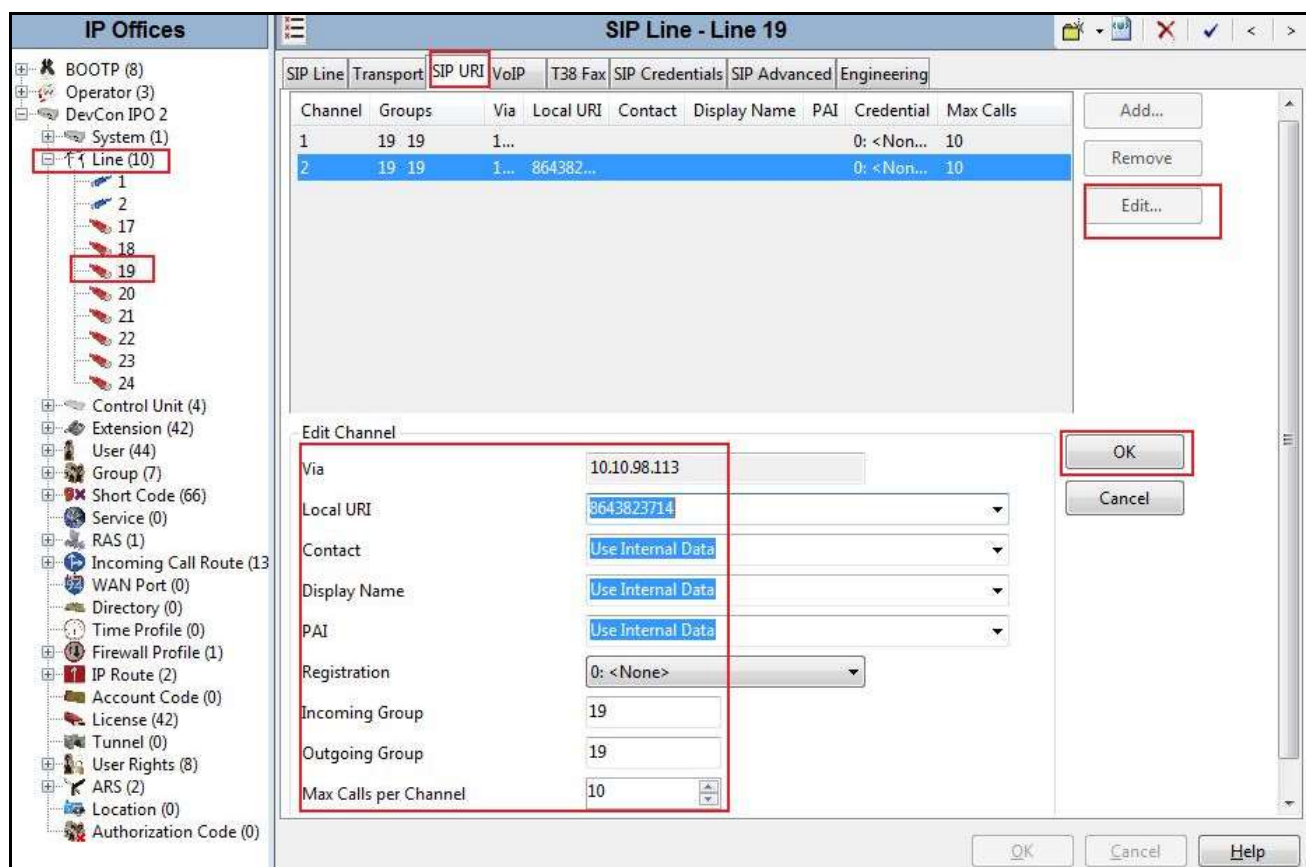 IP Offices
BOOTP (8)
Operator (3)
DevCon IPO 2
System (1)
Line (10)
1
2
17
18
19
20
21
22
23
24
Control Unit (4)
Extension (42)
User (44)
Group (7)
Short Code (66)
Service (0)
RAS (1)
Incoming Call Route (13
WAN Port (0)
Directory (0)
Time Profile (0)
Firewall Profile (1)
IP Route (2)
Account Code (0)
License (42)
Tunnel (0)
User Rights (8)
ARS (2)
Location (0)
Authorization Code (0)
SIP Line - Line 19
SIP Line Transport SIP URI VoIP T38 Fax SIP Credentials SIP Advanced Engineering
Channel Groups Via Local URI Contact Display Name PAI Credential Max Calls
1 19 19 1... 0: <Non... 10
2 19 19 1... 864382... 0: <Non... 10
Add...
Remove
Edit...
Edit Channel
Via 10.10.98.113
Local URI 8643823714
Contact Use Internal Data
Display Name Use Internal Data
PAI Use Internal Data
Registration 0: <None>
Incoming Group 19
Outgoing Group 19
Max Calls per Channel 10
OK
Cancel
OK Cancel Help